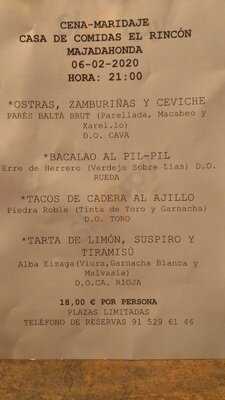 CENA-MARIDAJE
CASA DE COMIDAS EL RINCÓN
MAJADAHONDA
06-02-2020
HORA: 21:00
*OSTRAS, ZAMBURIÑAS Y CEVICHE
PARÉS BALTÀ BRUT (Parellada, Macabeo y
Xarel.lo)
D.O. CAVA
*BACALAO AL PIL-PIL
Erre de Herrero (Verdejo Sobre Lías) D.O.
RUEDA
*TACOS DE CADERA AL AJILLO
Piedra Roble (Tinta de Toro y Garnacha)
D.O. TORO
*TARTA DE LIMÓN, SUSPIRO Y
TIRAMISÚ
Alba Eizaga(Viura,Garnacha Blanca y
Malvasía)
D.O.CA. RIOJA
18,00 € POR PERSONA
PLAZAS LIMITADAS
TELÉFONO DE RESERVAS 91 529 61 46